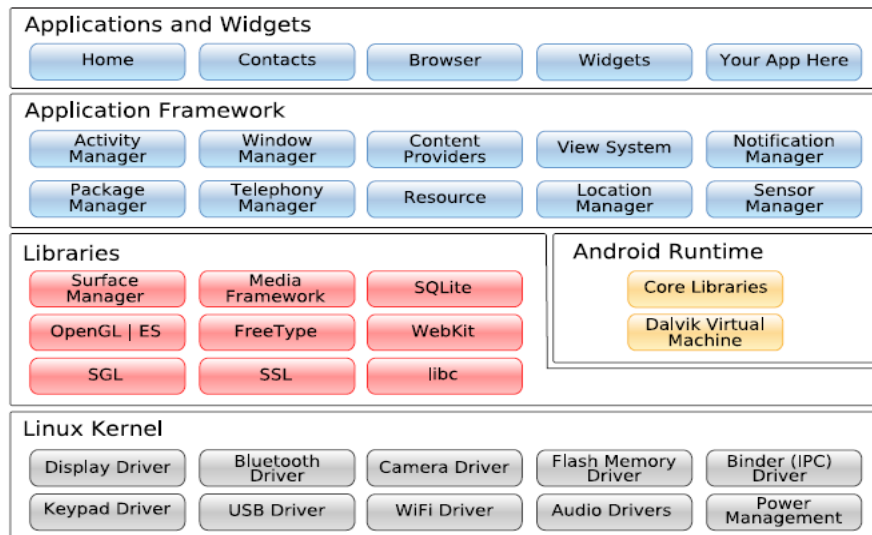 Applications and Widgets
Home
Contacts
Browser
Widgets
Your App Here
Application Framework
Activity
Manager
Window
Manager
Content
Providers
View System
Notification
Manager
Package
Manager
Telephony
Manager
Resource
Location
Manager
Sensor
Manager
Libraries
Surface
Manager
Media
Framework
SQLite
OpenGL | ES
FreeType
WebKit
SGL
SSL
libc
Android Runtime
Core Libraries
Dalvik Virtual
Machine
Linux Kernel
Display Driver
Bluetooth
Driver
Camera Driver
Flash Memory
Driver
Binder (IPC)
Driver
Keypad Driver
USB Driver
WiFi Driver
Audio Drivers
Power
Management